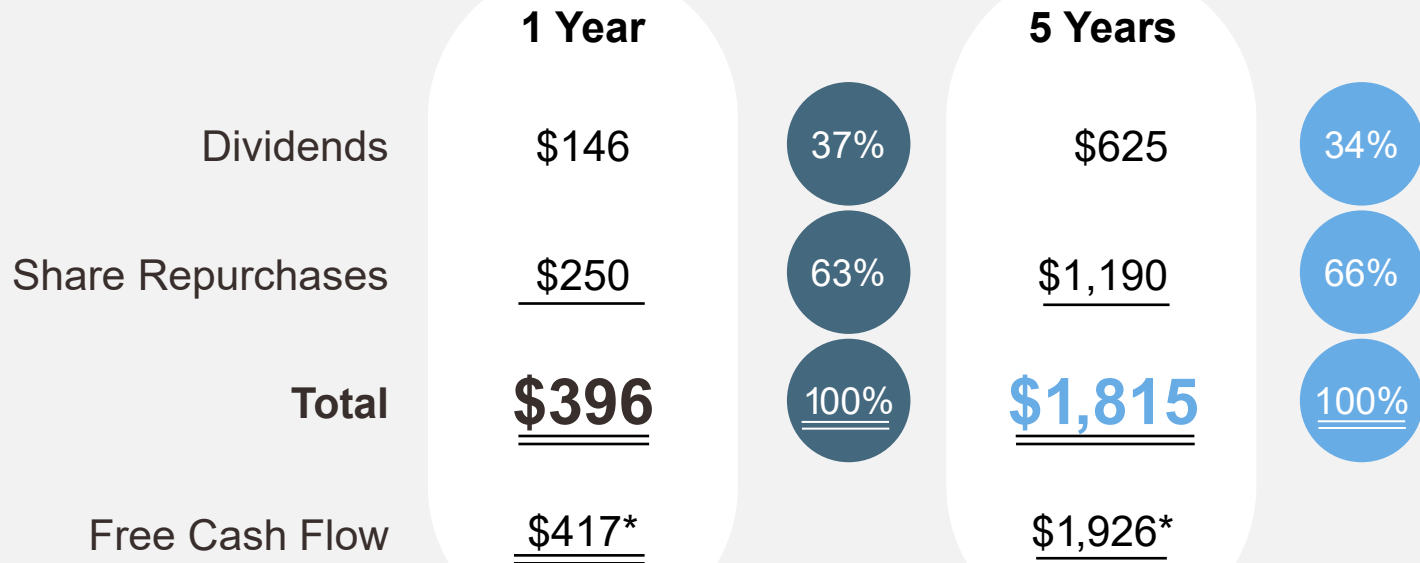 1 Year 5 Years
Dividends $146 37% $625 34%
Share Repurchases $250 63% $1,190 66%
Total $396 100% $1,815 100%
Free Cash Flow $417* $1,926*